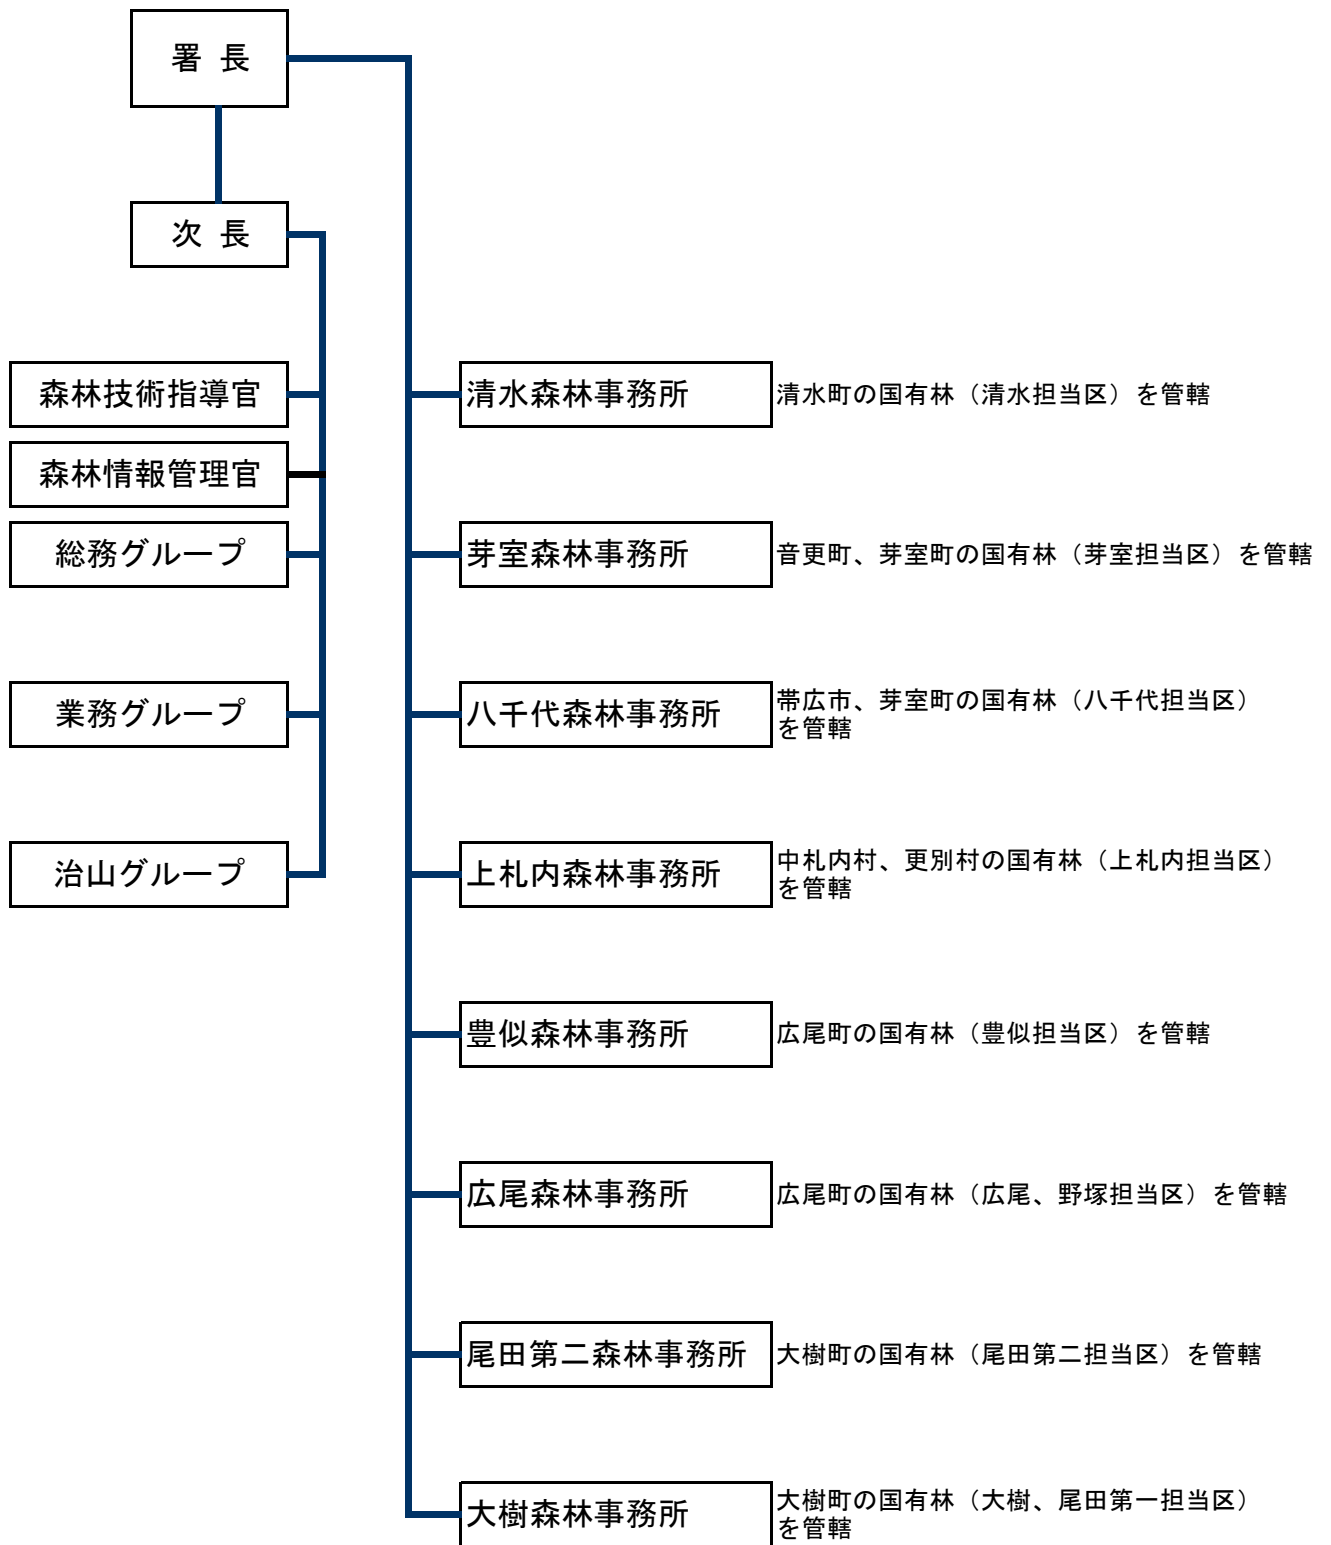 署 長
次 長
森林技術指導官
清水森林事務所
清水町の国有林（清水担当区）を管轄
森林情報管理官
総務グループ
芽室森林事務所
音更町、芽室町の国有林（芽室担当区）を管轄
業務グループ
八千代森林事務所
帯広市、芽室町の国有林（八千代担当区）
を管轄
治山グループ
上札内森林事務所
中札内村、更別村の国有林（上札内担当区）
を管轄
豊似森林事務所
広尾町の国有林（豊似担当区）を管轄
広尾森林事務所
広尾町の国有林（広尾、野塚担当区）を管轄
尾田第二森林事務所
大樹町の国有林（尾田第二担当区）を管轄
大樹森林事務所
大樹町の国有林（大樹、尾田第一担当区）
を管轄